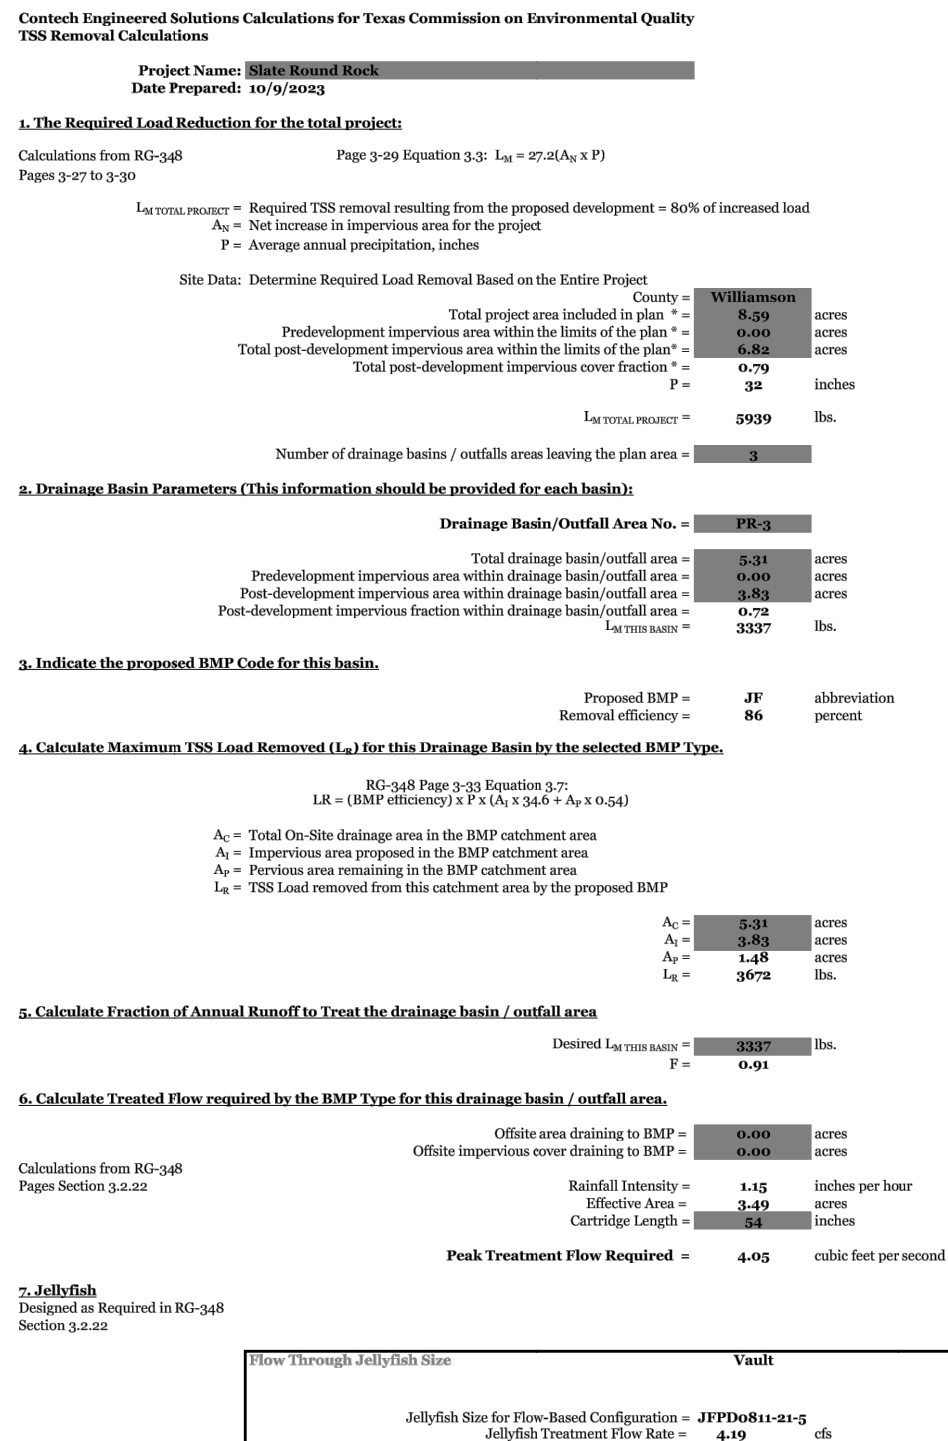 Contech Engineered Solutions Calculations for Texas Commission on Environmental Quality
TSS Removal Calculations
Project Name: Slate Round Rock
Date Prepared: 10/9/2023
1. The Required Load Reduction for the total project:
Calculations from RG-348 Page 3-29 Equation 3.3: LM = 27.2(AN x P)
Pages 3-27 to 3-30
LM TOTAL PROJECT = Required TSS removal resulting from the proposed development = 80% of increased load
AN = Net increase in impervious area for the project
P = Average annual precipitation, inches
Site Data: Determine Required Load Removal Based on the Entire Project
County = Williamson
Total project area included in plan * = 8.59 acres
Predevelopment impervious area within the limits of the plan * = 0.00 acres
Total post-development impervious area within the limits of the plan* = 6.82 acres
Total post-development impervious cover fraction * = 0.79
P = 32 inches
LM TOTAL PROJECT = 5939 lbs.
Number of drainage basins / outfalls areas leaving the plan area = 3
2. Drainage Basin Parameters (This information should be provided for each basin):
Drainage Basin/Outfall Area No. = PR-3
Total drainage basin/outfall area = 5.31 acres
Predevelopment impervious area within drainage basin/outfall area = 0.00 acres
Post-development impervious area within drainage basin/outfall area = 3.83 acres
Post-development impervious fraction within drainage basin/outfall area = 0.72
LM THIS BASIN = 3337 lbs.
3. Indicate the proposed BMP Code for this basin.
Proposed BMP = JF abbreviation
Removal efficiency = 86 percent
4. Calculate Maximum TSS Load Removed (LR) for this Drainage Basin by the selected BMP Type.
RG-348 Page 3-33 Equation 3.7:
LR = (BMP efficiency) x P x (AI x 34.6 + AP x 0.54)
AC = Total On-Site drainage area in the BMP catchment area
AI = Impervious area proposed in the BMP catchment area
AP = Pervious area remaining in the BMP catchment area
LR = TSS Load removed from this catchment area by the proposed BMP
AC = 5.31 acres
AI = 3.83 acres
AP = 1.48 acres
LR = 3672 lbs.
5. Calculate Fraction of Annual Runoff to Treat the drainage basin / outfall area
Desired LM THIS BASIN = 3337 lbs.
F = 0.91
6. Calculate Treated Flow required by the BMP Type for this drainage basin / outfall area.
Offsite area draining to BMP = 0.00 acres
Offsite impervious cover draining to BMP = 0.00 acres
Calculations from RG-348
Pages Section 3.2.22 Rainfall Intensity = 1.15 inches per hour
Effective Area = 3.49 acres
Cartridge Length = 54 inches
Peak Treatment Flow Required = 4.05 cubic feet per second
7. Jellyfish
Designed as Required in RG-348
Section 3.2.22
Flow Through Jellyfish Size Vault
Jellyfish Size for Flow-Based Configuration = JFPD0811-21-5
Jellyfish Treatment Flow Rate = 4.19 cfs